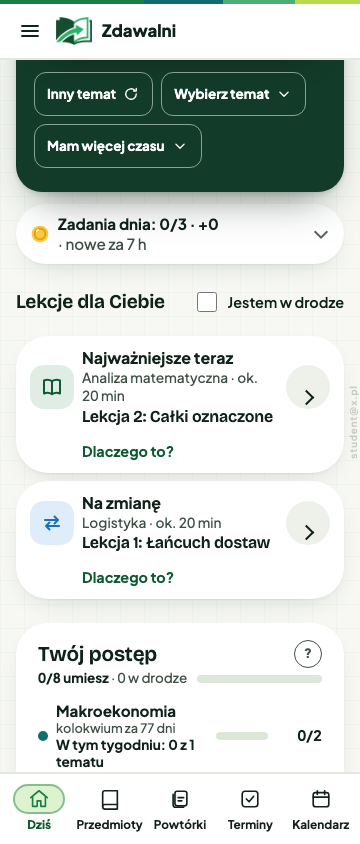 Zdawalni
Inny temat
Wybierz temat
Mam więcej czasu
Zadania dnia: 0/3 · +0
· nowe za 7 h
Lekcje dla Ciebie
Jestem w drodze
Najważniejsze teraz
Analiza matematyczna · ok.
20 min
Lekcja 2: Całki oznaczone
Dlaczego to?
student@x.pl
Na zmianę
Logistyka · ok. 20 min
Lekcja 1: Łańcuch dostaw
Dlaczego to?
Twój postęp
?
0/8 umiesz · 0 w drodze
Makroekonomia
kolokwium za 77 dni
W tym tygodniu: 0 z 1
tematu
0/2
Dziś
Przedmioty
Powtórki
Terminy
Kalendarz